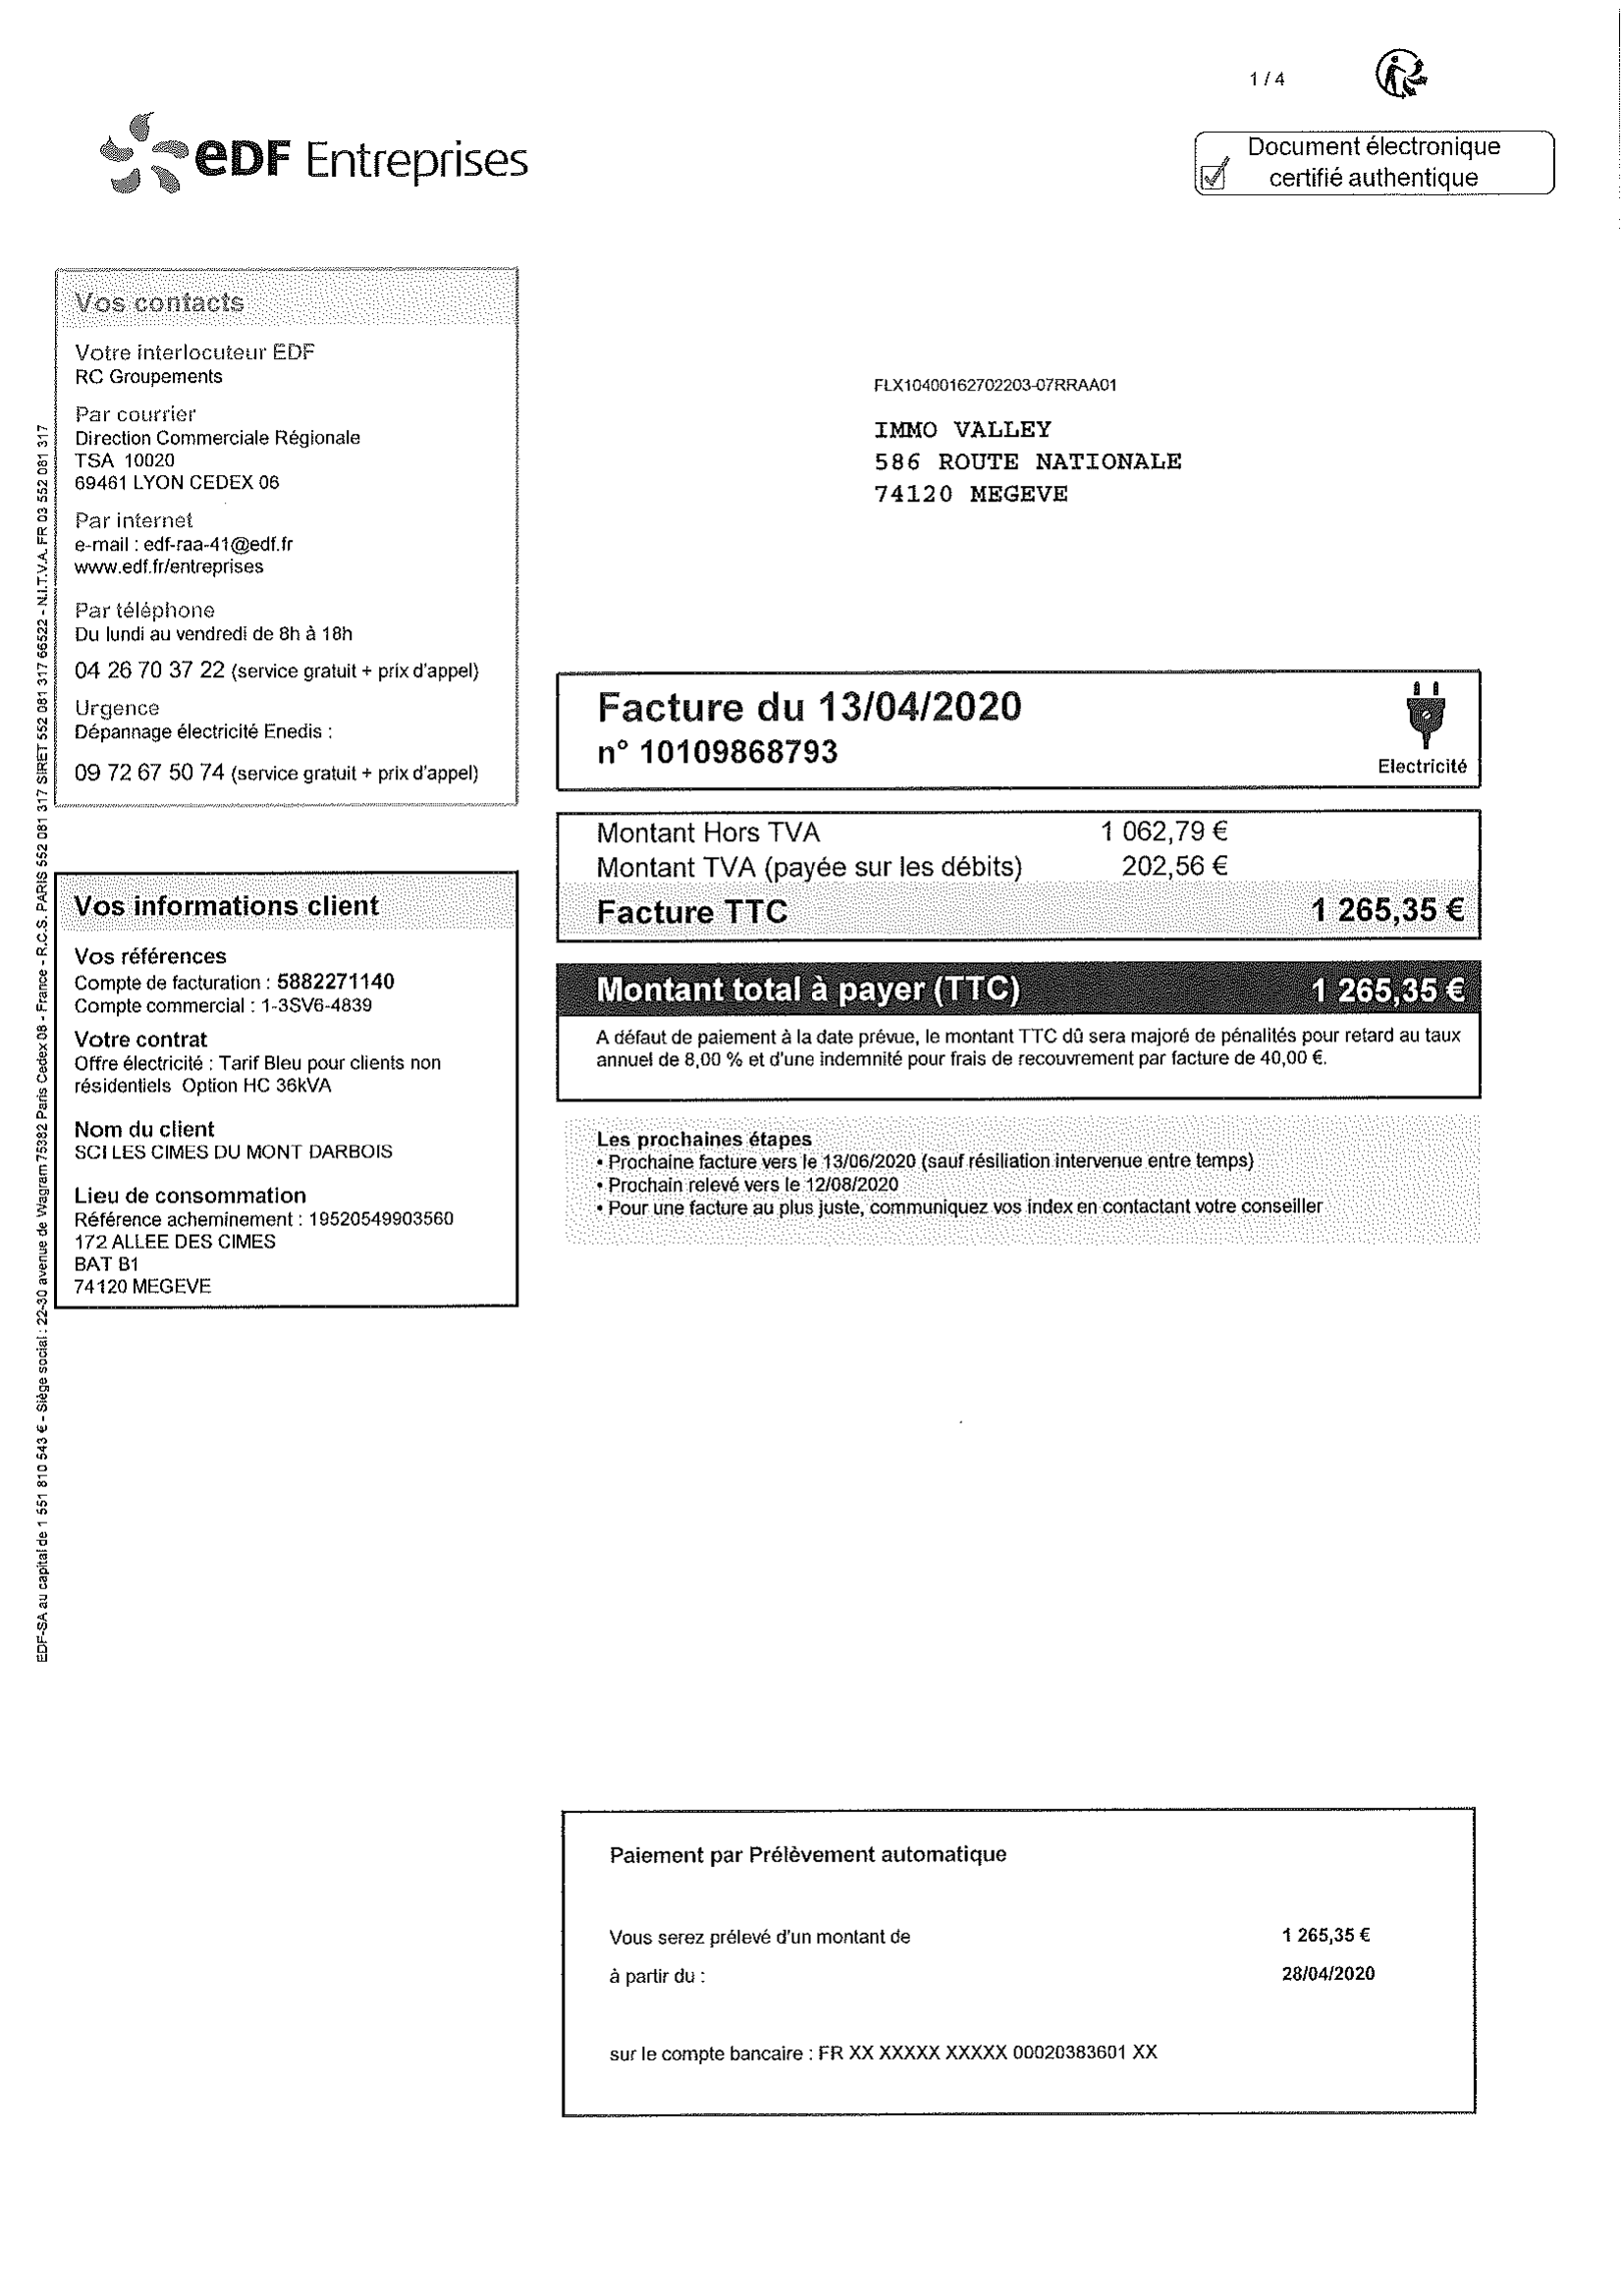 1 / 4
eDF Entreprises
Document électronique
certifié authentique
Vos contacts
Votre interlocuteur EDF
RC Groupements
Par courrier
Direction Commerciale Régionale
TSA 10020
69461 LYON CEDEX 06
Par internet
e-mail : edf-raa-41@edf.fr
www.edf.fr/entreprises
Par téléphone
Du lundi au vendredi de 8h à 18h
04 26 70 37 22 (service gratuit + prix d'appel)
Urgence
Dépannage électricité Enedis :
09 72 67 50 74 (service gratuit + prix d'appel)
FLX10400162702203-07RRAA01
IMMO VALLEY
586 ROUTE NATIONALE
74120 MEGEVE
Facture du 13/04/2020
n° 10109868793
Electricité
Montant Hors TVA 1 062,79 €
Montant TVA (payée sur les débits) 202,56 €
Facture TTC 1 265,35 €
Montant total à payer (TTC) 1 265,35 €
A défaut de paiement à la date prévue, le montant TTC dû sera majoré de pénalités pour retard au taux
annuel de 8,00 % et d'une indemnité pour frais de recouvrement par facture de 40,00 €.
Les prochaines étapes
• Prochaine facture vers le 13/06/2020 (sauf résiliation intervenue entre temps)
• Prochain relevé vers le 12/08/2020
• Pour une facture au plus juste, communiquez vos index en contactant votre conseiller
Vos informations client
Vos références
Compte de facturation : 5882271140
Compte commercial : 1-3SV6-4839
Votre contrat
Offre électricité : Tarif Bleu pour clients non
résidentiels Option HC 36kVA
Nom du client
SCI LES CIMES DU MONT DARBOIS
Lieu de consommation
Référence acheminement : 19520549903560
172 ALLEE DES CIMES
BAT B1
74120 MEGEVE
EDF-SA au capital de 1 551 810 543 € - Siège social : 22-30 avenue de Wagram 75382 Paris Cedex 08 - France - R.C.S. PARIS 552 081 317 SIRET 552 081 317 66522 - N.I.T.V.A. FR 03 552 081 317
Paiement par Prélèvement automatique
Vous serez prélevé d'un montant de 1 265,35 €
à partir du : 28/04/2020
sur le compte bancaire : FR XX XXXXX XXXXX 00020383601 XX